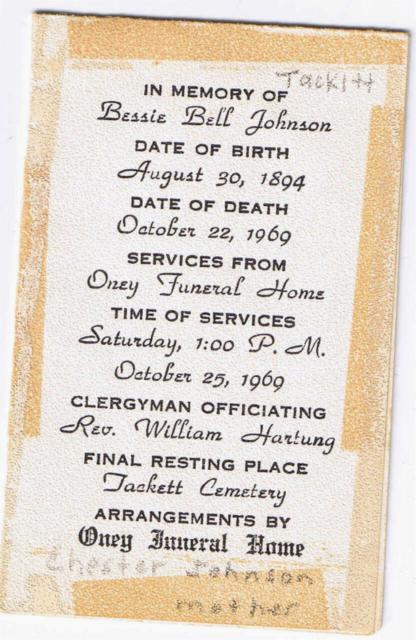 Tackitt
IN MEMORY OF
Bessie Bell Johnson
DATE OF BIRTH
August 30, 1894
DATE OF DEATH
October 22, 1969
SERVICES FROM
Oney Funeral Home
TIME OF SERVICES
Saturday, 1:00 P. M.
October 25, 1969
CLERGYMAN OFFICIATING
Rev. William Hartung
FINAL RESTING PLACE
Tackett Cemetery
ARRANGEMENTS BY
Oney Funeral Home
Chester Johnson
mother